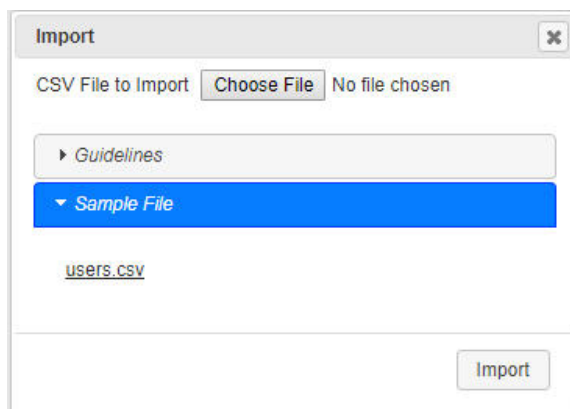 Import
CSV File to Import Choose File No file chosen
Guidelines
Sample File
users.csv
Import